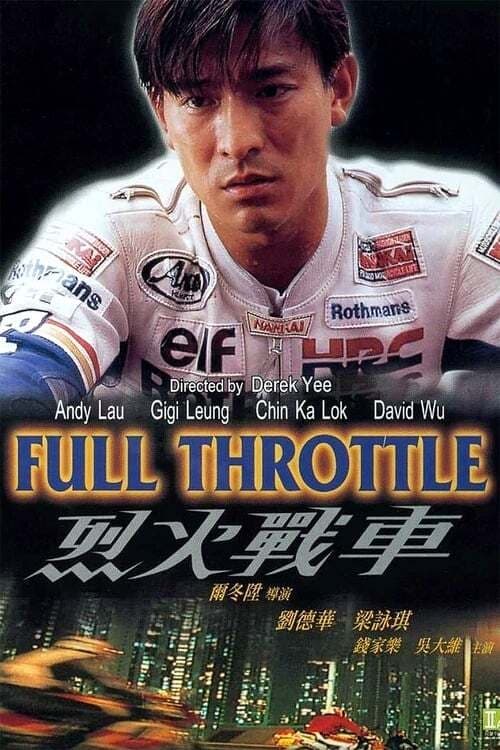 Rothmans
Arai
HELMET
NANKAI
Rothmans
elf
HRC
Directed by Derek Yee
Andy Lau Gigi Leung Chin Ka Lok David Wu
FULL THROTTLE
烈火戰車
爾冬陞 導演
劉德華 梁詠琪
錢家樂 吳大維 主演